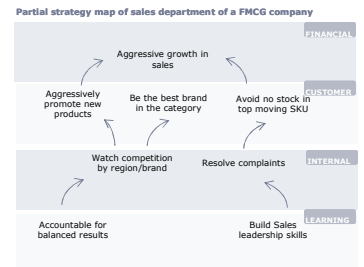 Partial strategy map of sales department of a FMCG company
FINANCIAL
Aggressive growth in
sales
CUSTOMER
Aggressively
promote new
products
Be the best brand
in the category
Avoid no stock in
top moving SKU
INTERNAL
Watch competition
by region/brand
Resolve complaints
LEARNING
Accountable for
balanced results
Build Sales
leadership skills